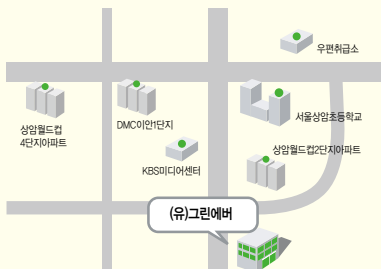 우편취급소
상암월드컵
4단지아파트
DMC이안1단지
서울상암초등학교
KBS미디어센터
상암월드컵2단지아파트
(유)그린에버